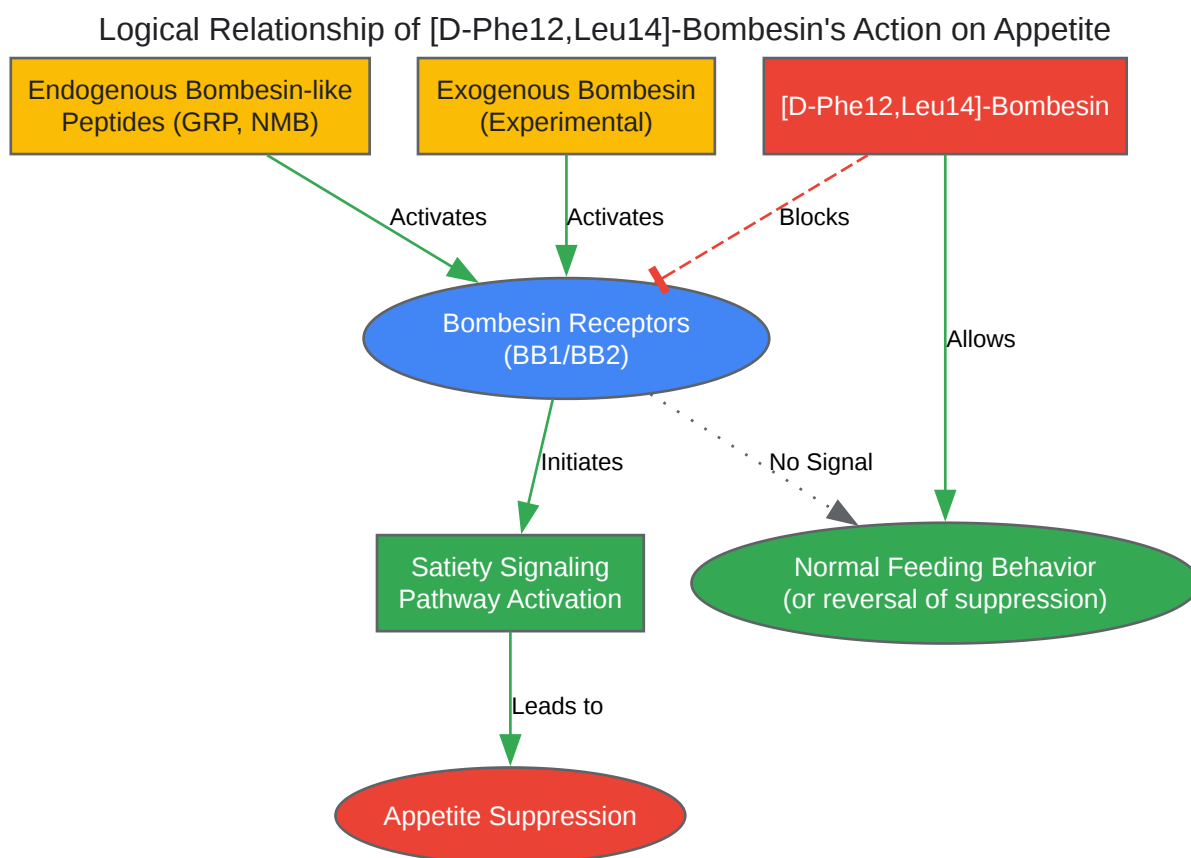 Logical Relationship of [D-Phe12,Leu14]-Bombesin's Action on Appetite
Endogenous Bombesin-like
Peptides (GRP, NMB)
Exogenous Bombesin
(Experimental)
[D-Phe12,Leu14]-Bombesin
Activates
Activates
Blocks
Bombesin Receptors
(BB1/BB2)
Allows
Initiates
No Signal
Satiety Signaling
Pathway Activation
Normal Feeding Behavior
(or reversal of suppression)
Leads to
Appetite Suppression